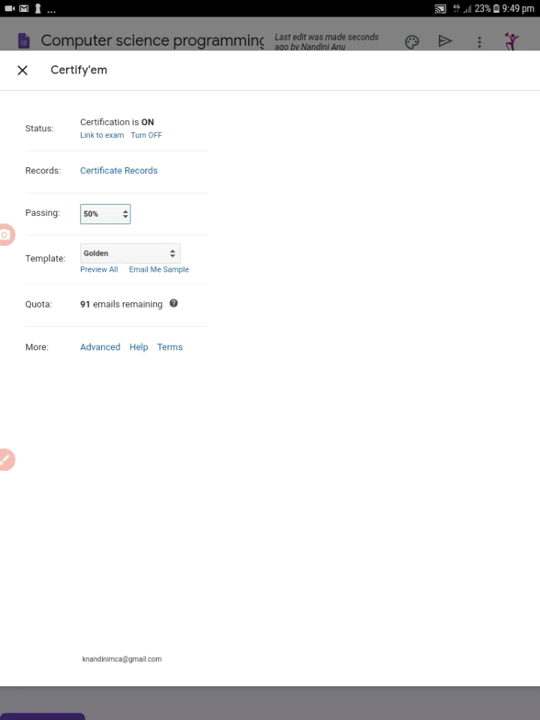 ... 23% 9:49 pm
Computer science programming
Last edit was made seconds
ago by Nandini Anu
Certify'em
Status:
Certification is ON
Link to exam Turn OFF
Records: Certificate Records
Passing: 50%
Template: Golden
Preview All Email Me Sample
Quota: 91 emails remaining ?
More: Advanced Help Terms
knandinimca@gmail.com